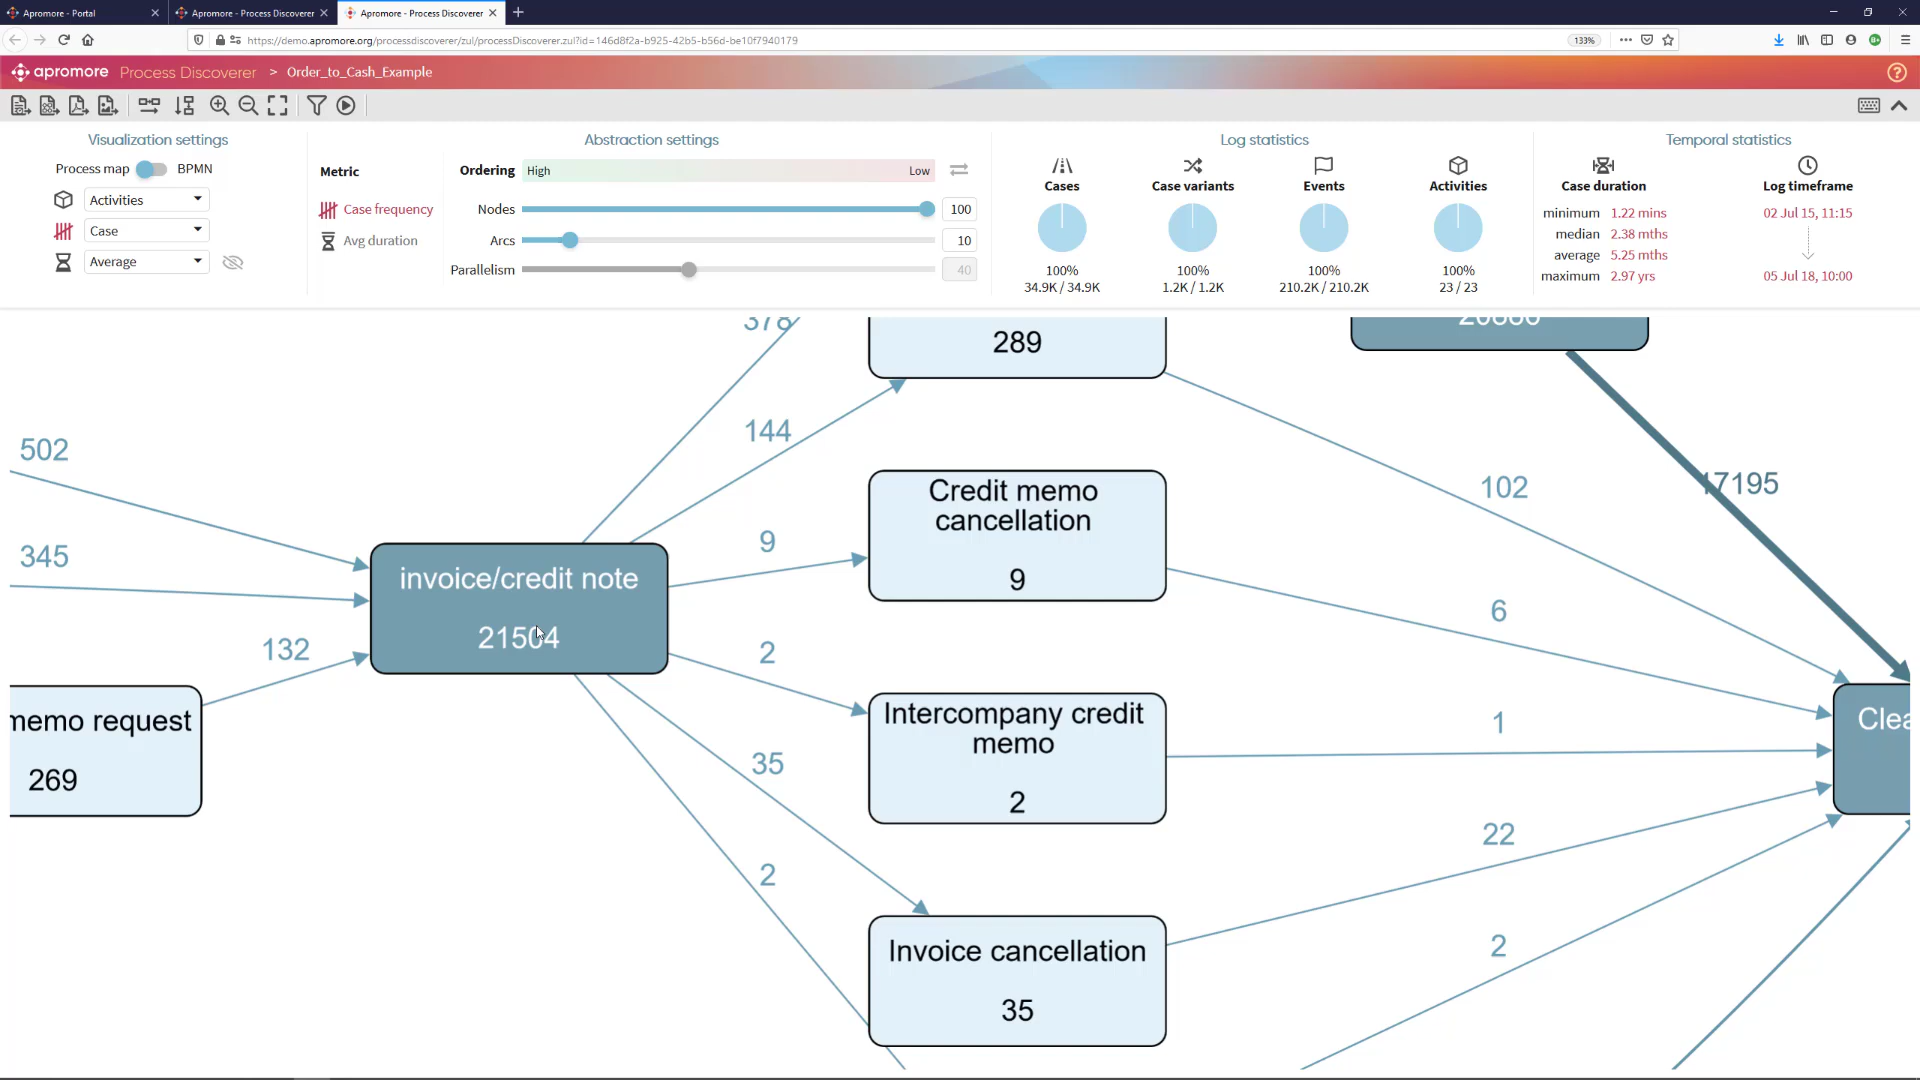 Apromore - Portal
Apromore - Process Discoverer
Apromore - Process Discoverer
https://demo.apromore.org/processdiscoverer/zul/processDiscoverer.zul?id=146d8f2a-b925-42b5-b56d-be10f7940179
133%
apromore Process Discoverer > Order_to_Cash_Example
Visualization settings
Process map BPMN
Activities
Case
Average
Abstraction settings
Metric
Case frequency
Avg duration
Ordering High Low
Nodes 100
Arcs 10
Parallelism 40
Log statistics
Cases Case variants Events Activities
100% 100% 100% 100%
34.9K / 34.9K 1.2K / 1.2K 210.2K / 210.2K 23 / 23
Temporal statistics
Case duration
minimum 1.22 mins
median 2.38 mths
average 5.25 mths
maximum 2.97 yrs
Log timeframe
02 Jul 15, 11:15
05 Jul 18, 10:00
378
289
144
502
102
17195
Credit memo
cancellation
9
9
345
invoice/credit note
21504
6
132
2
memo request
269
Intercompany credit
memo
2
1
Clea
35
22
2
Invoice cancellation
35
2